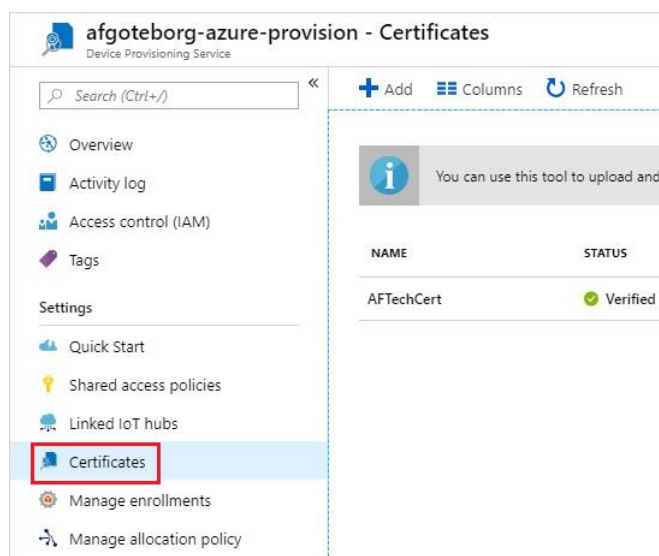 afgoteborg-azure-provision - Certificates
Device Provisioning Service
Search (Ctrl+/)
«
Add
Columns
Refresh
Overview
Activity log
Access control (IAM)
Tags
You can use this tool to upload and
NAME
STATUS
AFTechCert
Verified
Settings
Quick Start
Shared access policies
Linked IoT hubs
Certificates
Manage enrollments
Manage allocation policy